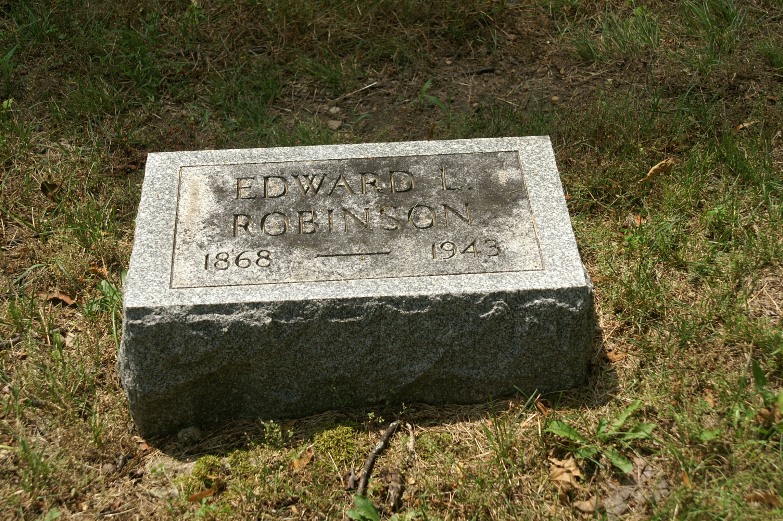 EDWARD L.
ROBINSON
1868 — 1943